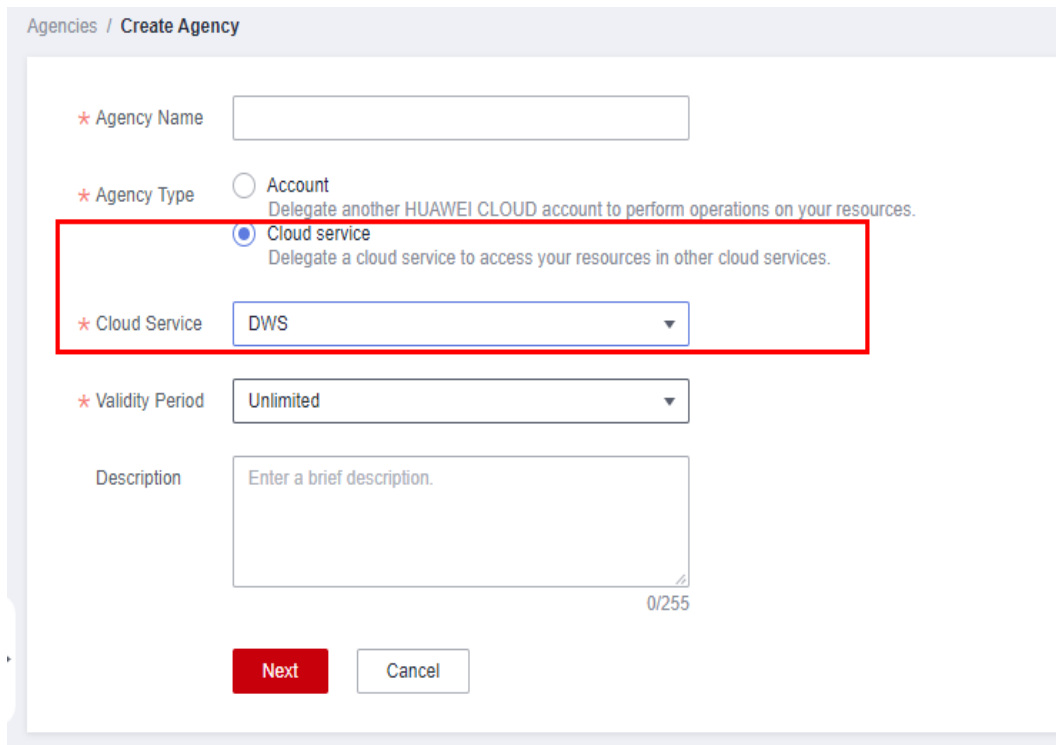 Agencies / Create Agency
* Agency Name
* Agency Type
Account
Delegate another HUAWEI CLOUD account to perform operations on your resources.
Cloud service
Delegate a cloud service to access your resources in other cloud services.
* Cloud Service DWS
* Validity Period Unlimited
Description Enter a brief description.
0/255
Next Cancel